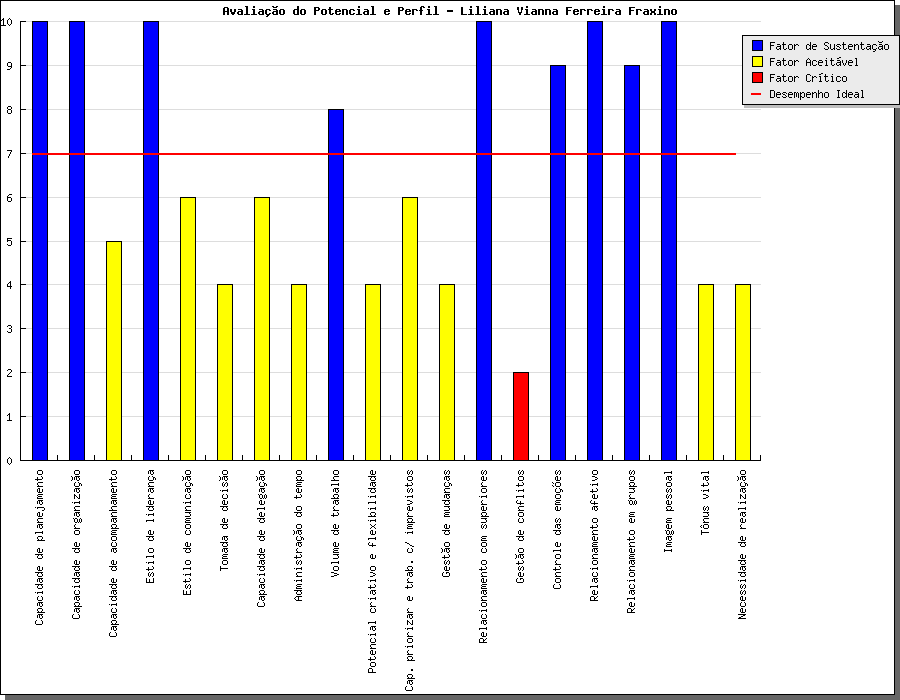 Avaliação do Potencial e Perfil - Liliana Vianna Ferreira Fraxino
Fator de Sustentação
Fator Aceitável
Fator Crítico
Desempenho Ideal
10
9
8
7
6
5
4
3
2
1
0
Capacidade de planejamento
Capacidade de organização
Capacidade de acompanhamento
Estilo de liderança
Estilo de comunicação
Tomada de decisão
Capacidade de delegação
Administração do tempo
Volume de trabalho
Potencial criativo e flexibilidade
Cap. priorizar e trab. c/ imprevistos
Gestão de mudanças
Relacionamento com superiores
Gestão de conflitos
Controle das emoções
Relacionamento afetivo
Relacionamento em grupos
Imagem pessoal
Tônus vital
Necessidade de realização